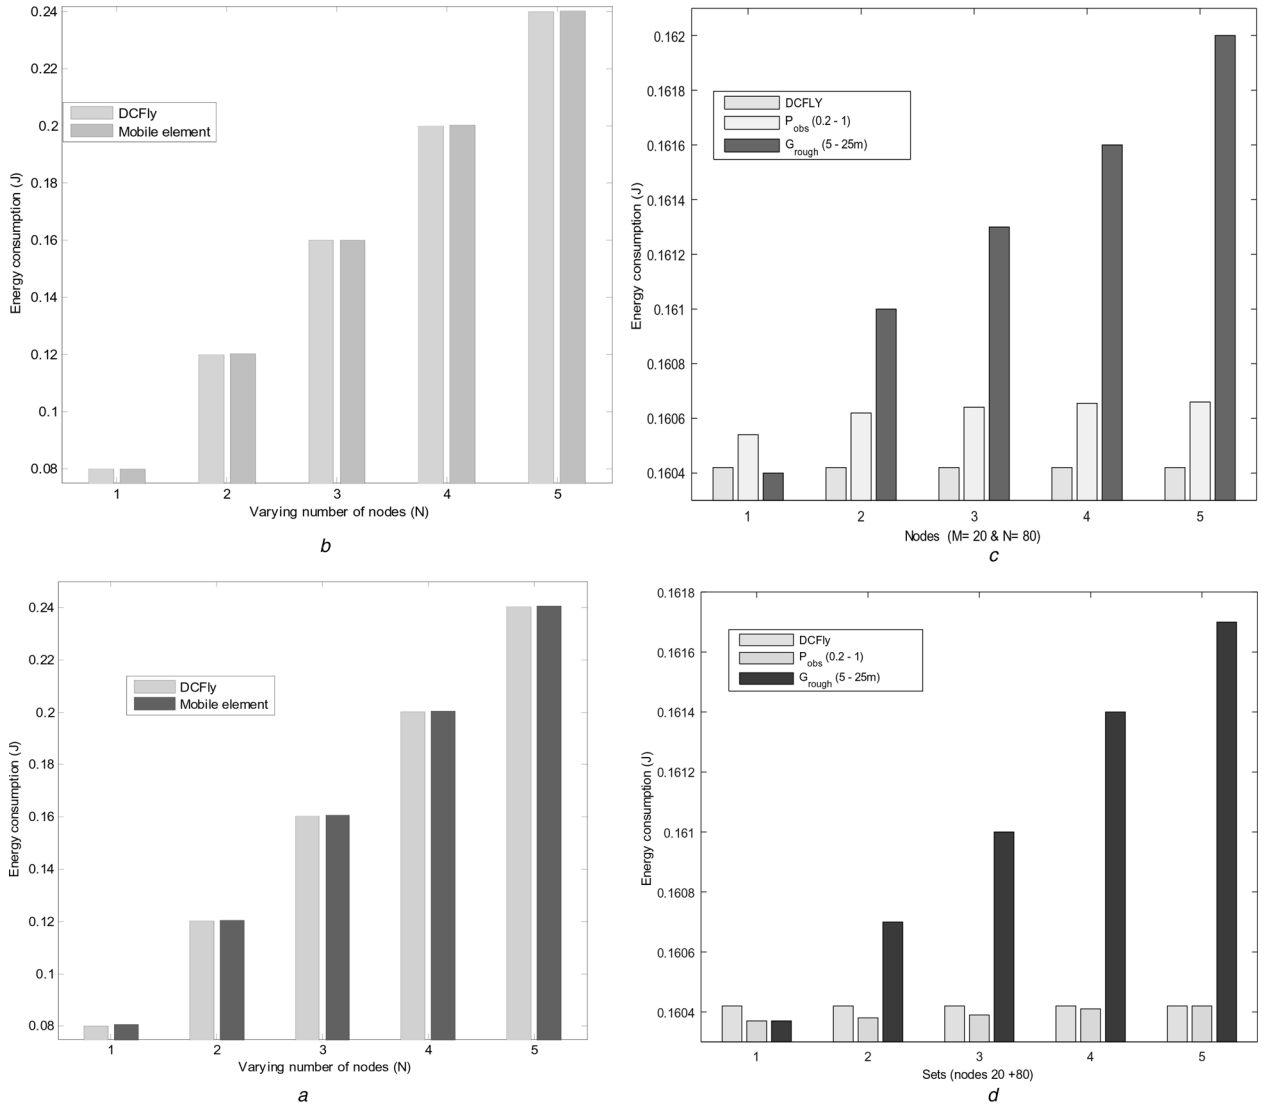 0.24
0.22
0.2
0.18
0.16
0.14
0.12
0.1
0.08
Energy consumption (J)
DCFly
Mobile element
1 2 3 4 5
Varying number of nodes (N)
b
0.162
0.1618
0.1616
0.1614
0.1612
0.161
0.1608
0.1606
0.1604
Energy consumption (J)
DCFLY
Pobs (0.2 - 1)
Grough (5 - 25m)
1 2 3 4 5
Nodes (M= 20 & N= 80)
c
0.24
0.22
0.2
0.18
0.16
0.14
0.12
0.1
0.08
Energy consumption (J)
DCFly
Mobile element
1 2 3 4 5
Varying number of nodes (N)
a
0.1618
0.1616
0.1614
0.1612
0.161
0.1608
0.1606
0.1604
Energy consumption (J)
DCFly
Pobs (0.2 - 1)
Grough (5 - 25m)
1 2 3 4 5
Sets (nodes 20 +80)
d